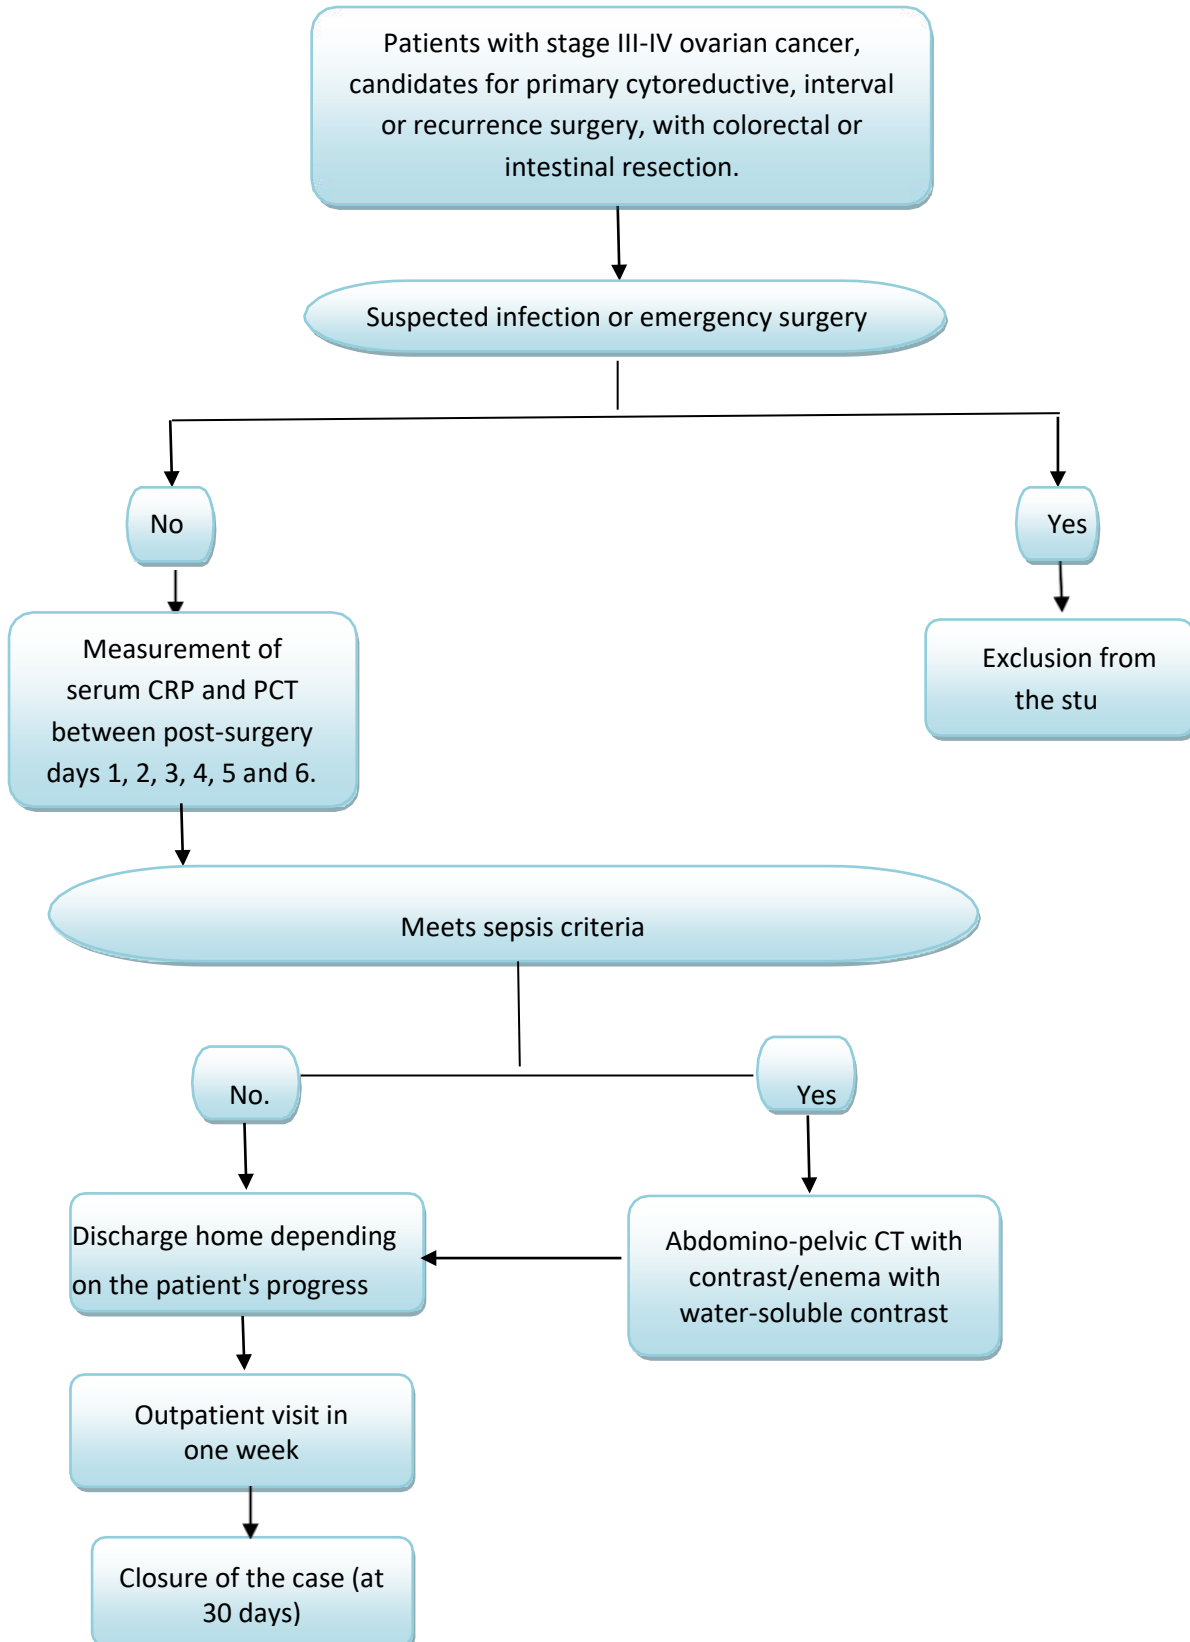 Patients with stage III-IV ovarian cancer,
candidates for primary cytoreductive, interval
or recurrence surgery, with colorectal or
intestinal resection.
Suspected infection or emergency surgery
No
Yes
Measurement of
serum CRP and PCT
between post-surgery
days 1, 2, 3, 4, 5 and 6.
Exclusion from
the stu
Meets sepsis criteria
No.
Yes
Discharge home depending
on the patient's progress
Abdomino-pelvic CT with
contrast/enema with
water-soluble contrast
Outpatient visit in
one week
Closure of the case (at
30 days)